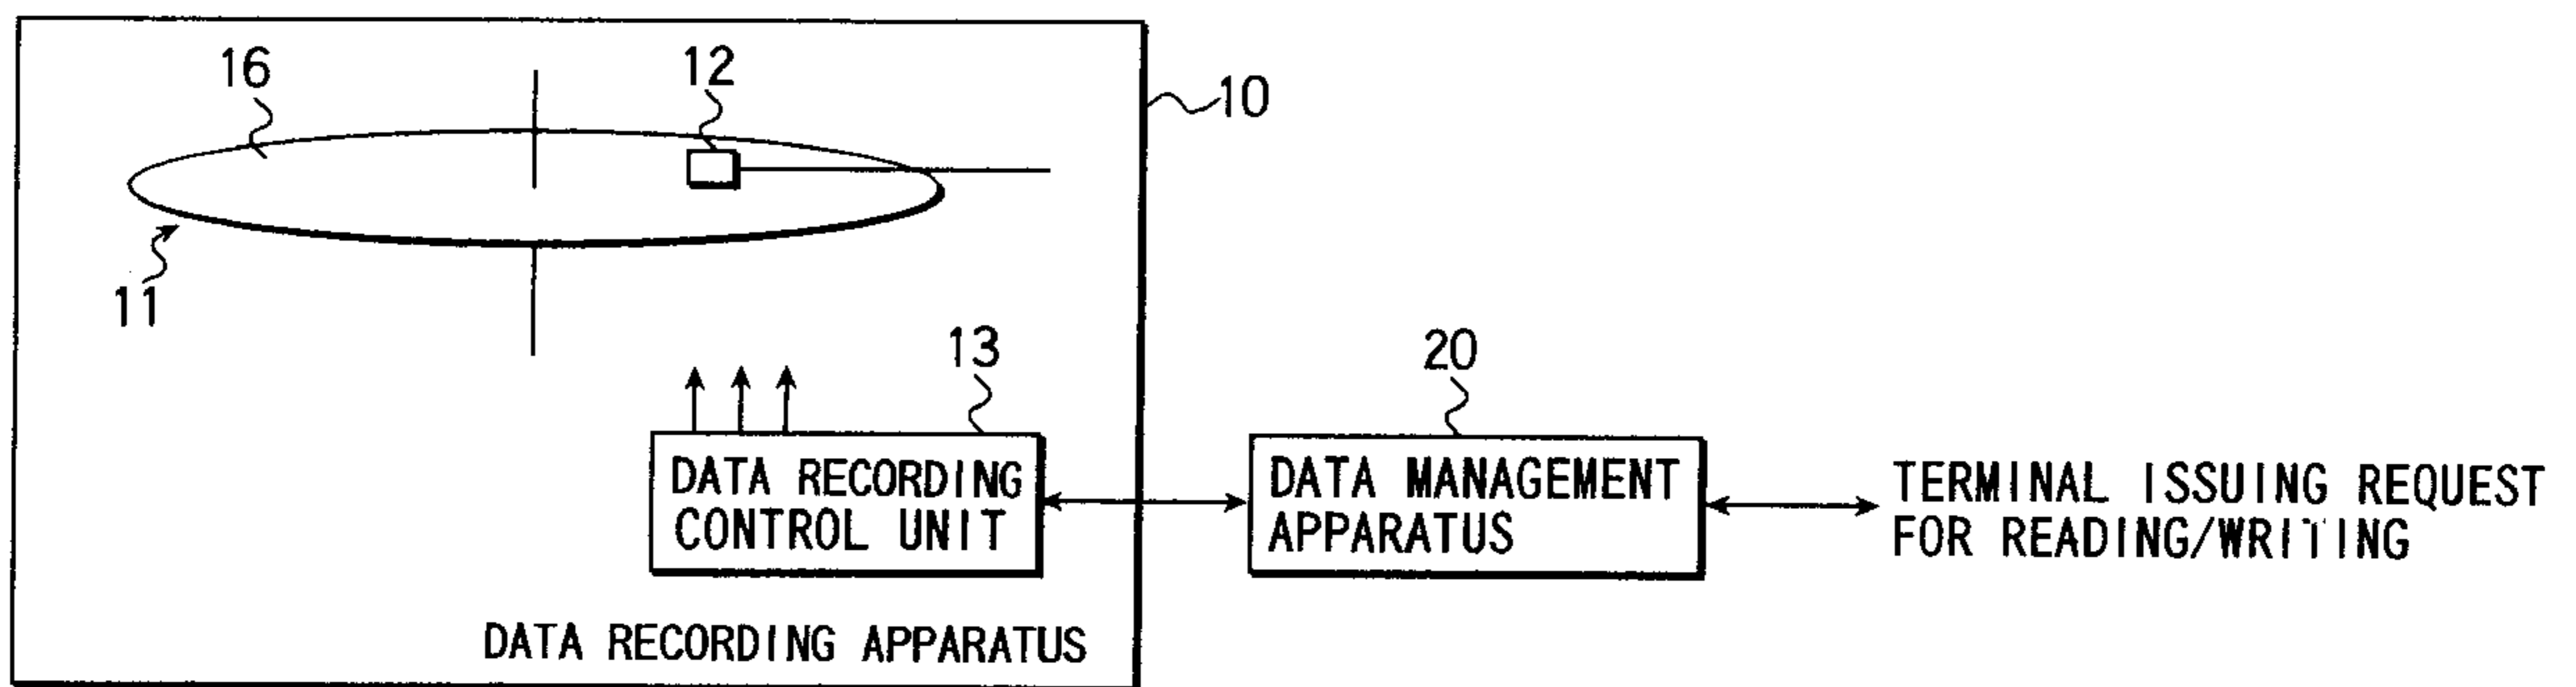 16
12
10
11
13
20
DATA RECORDING
CONTROL UNIT
DATA MANAGEMENT
APPARATUS
TERMINAL ISSUING REQUEST
FOR READING/WRITING
DATA RECORDING APPARATUS